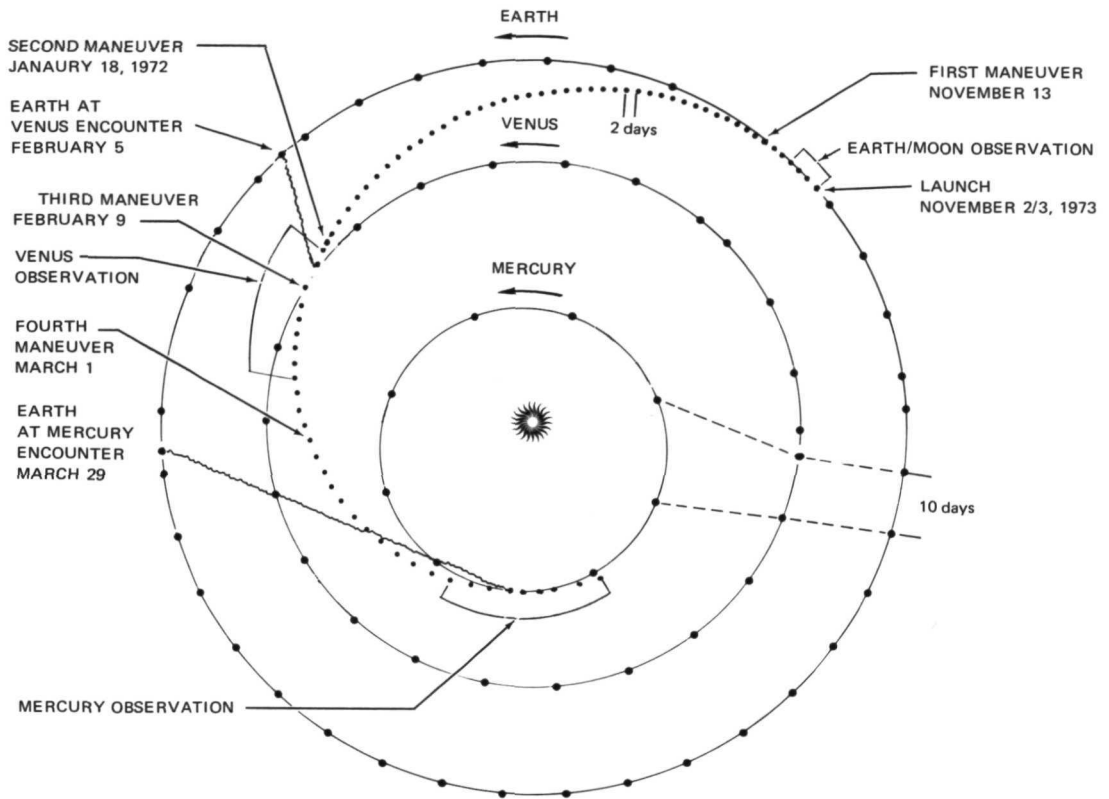 EARTH
SECOND MANEUVER
JANAURY 18, 1972
EARTH AT
VENUS ENCOUNTER
FEBRUARY 5
THIRD MANEUVER
FEBRUARY 9
VENUS
OBSERVATION
FOURTH
MANEUVER
MARCH 1
EARTH
AT MERCURY
ENCOUNTER
MARCH 29
MERCURY OBSERVATION
VENUS
2 days
MERCURY
FIRST MANEUVER
NOVEMBER 13
EARTH/MOON OBSERVATION
LAUNCH
NOVEMBER 2/3, 1973
10 days